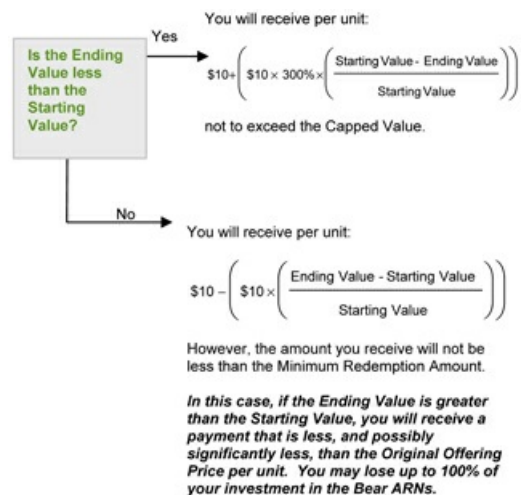 You will receive per unit:
Yes
Is the Ending
Value less
than the
Starting
Value?
$10+($10 × 300%×(Starting Value - Ending Value
Starting Value))
not to exceed the Capped Value.
No
You will receive per unit:
$10 –($10 ×(Ending Value - Starting Value
Starting Value))
However, the amount you receive will not be
less than the Minimum Redemption Amount.
In this case, if the Ending Value is greater
than the Starting Value, you will receive a
payment that is less, and possibly
significantly less, than the Original Offering
Price per unit. You may lose up to 100% of
your investment in the Bear ARNs.